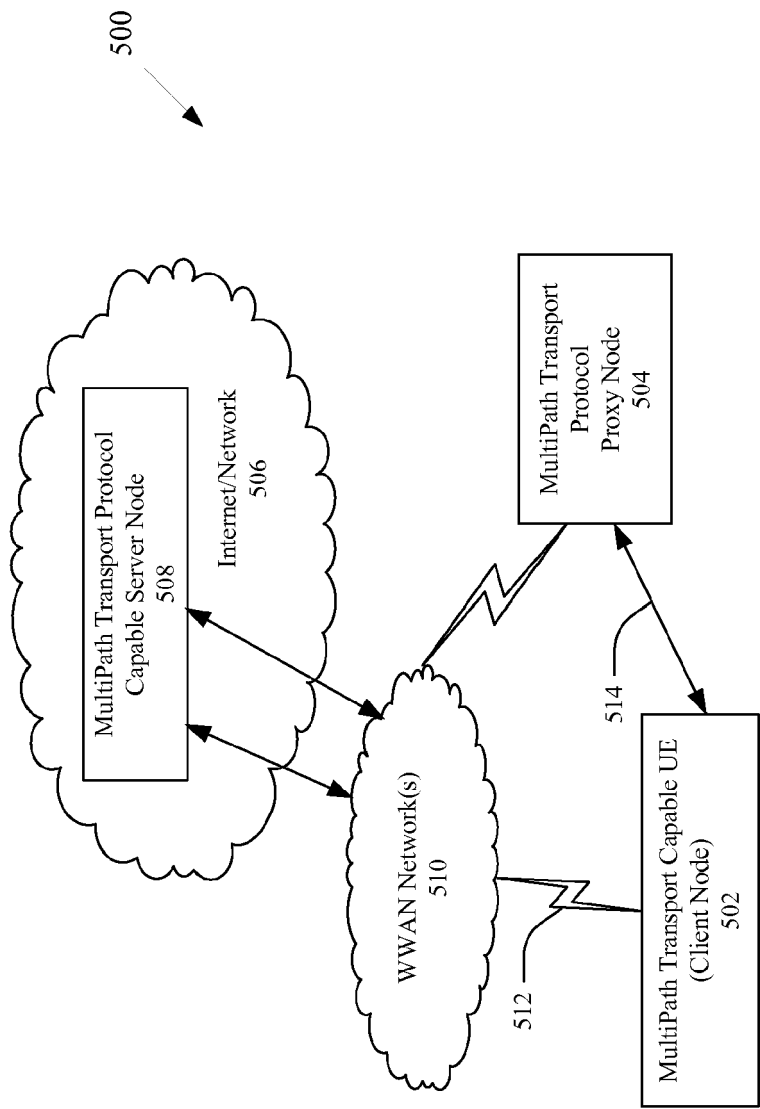 500
MultiPath Transport Protocol
Capable Server Node
508
Internet/Network
506
WWAN Network(s)
510
MultiPath Transport
Protocol
Proxy Node
504
512
514
MultiPath Transport Capable UE
(Client Node)
502